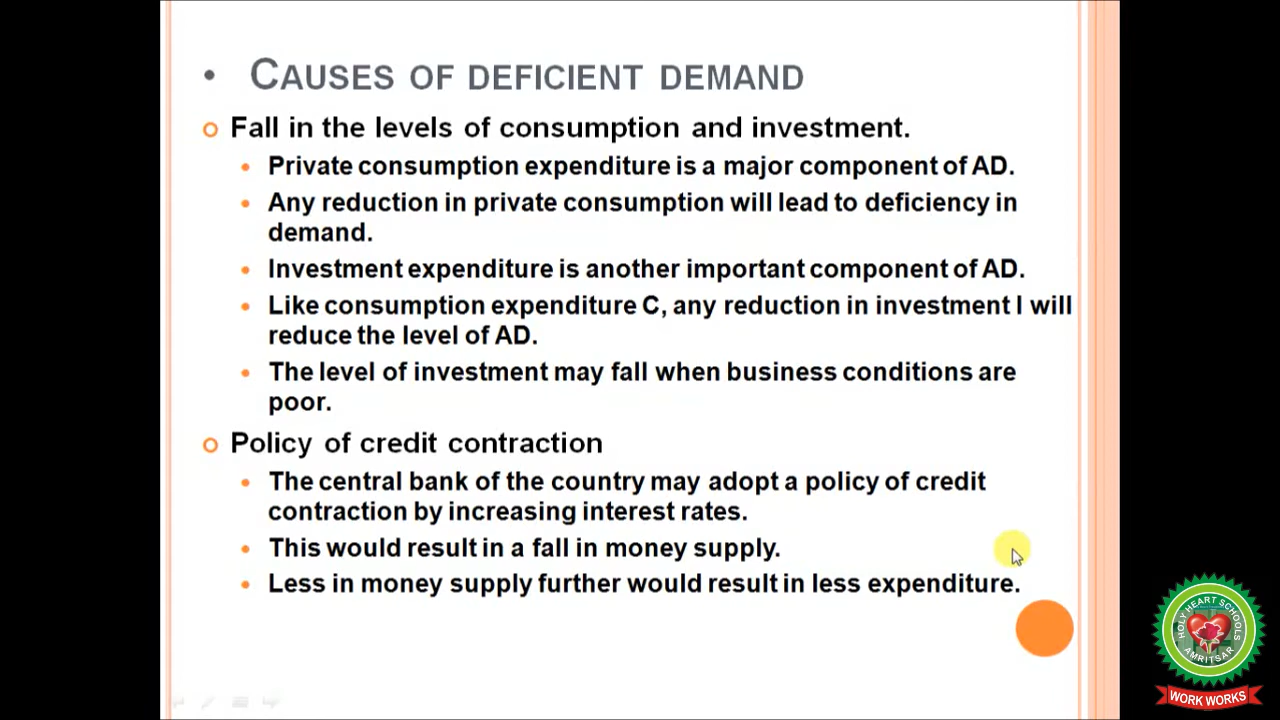 • CAUSES OF DEFICIENT DEMAND
Fall in the levels of consumption and investment.
• Private consumption expenditure is a major component of AD.
• Any reduction in private consumption will lead to deficiency in
demand.
• Investment expenditure is another important component of AD.
• Like consumption expenditure C, any reduction in investment I will
reduce the level of AD.
• The level of investment may fall when business conditions are
poor.
Policy of credit contraction
• The central bank of the country may adopt a policy of credit
contraction by increasing interest rates.
• This would result in a fall in money supply.
• Less in money supply further would result in less expenditure.
HOLY HEART SCHOOLS
AMRITSAR
WORK WORKS